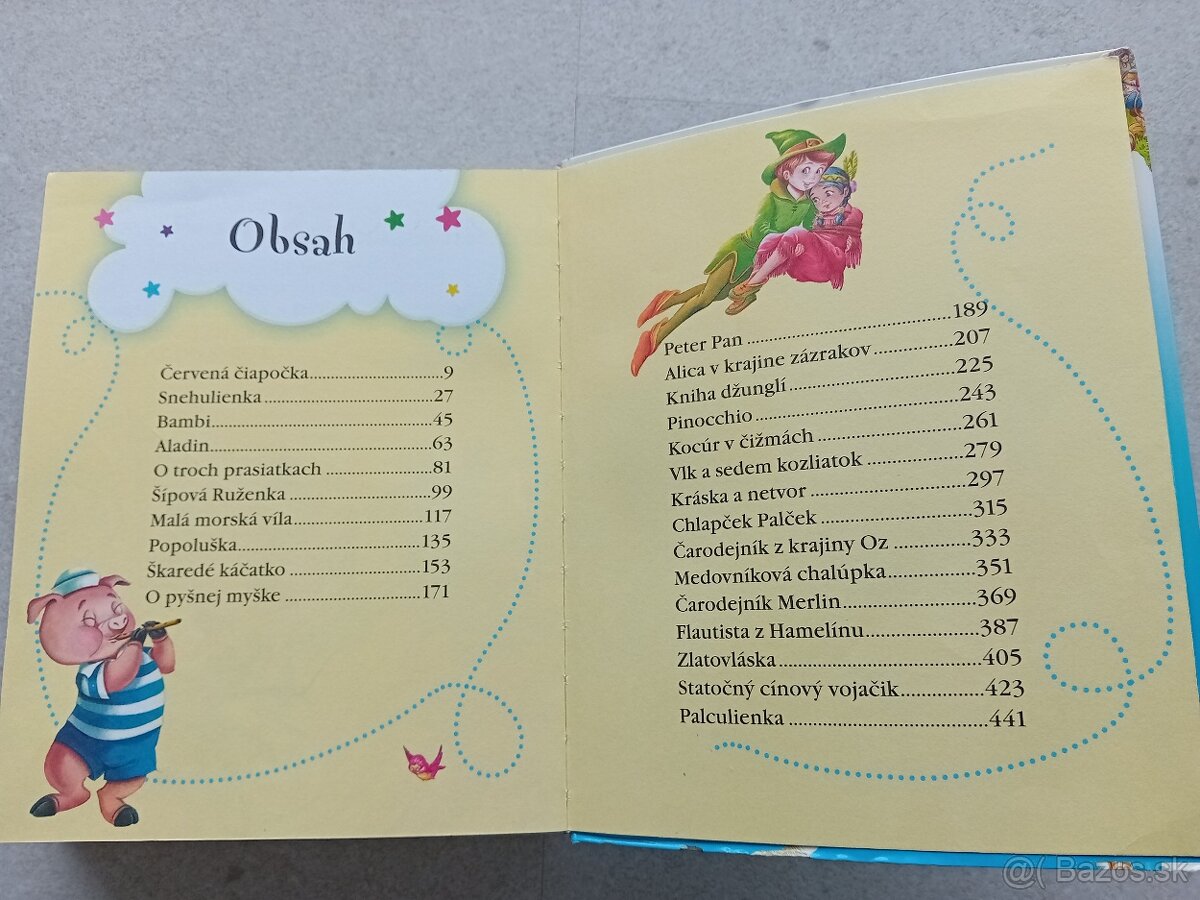 Obsah
Červená čiapočka..........................9
Snehulienka..................................27
Bambi............................................45
Aladin............................................63
O troch prasiatkach .....................81
Šípová Ruženka ............................99
Malá morská víla.........................117
Popoluška....................................135
Škaredé káčatko ..........................153
O pyšnej myške ..........................171
Peter Pan .....................................189
Alica v krajine zázrakov...............207
Kniha džunglí...............................225
Pinocchio.....................................243
Kocúr v čižmách ..........................261
Vlk a sedem kozliatok ..................279
Kráska a netvor ...........................297
Chlapček Palček..........................315
Čarodejník z krajiny Oz ..............333
Medovníková chalúpka................351
Čarodejník Merlin.......................369
Flautista z Hamelínu....................387
Zlatovláska...................................405
Statočný cínový vojačik................423
Palculienka ..................................441
@( Bazos.sk